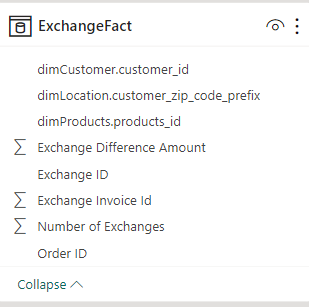 ExchangeFact
dimCustomer.customer_id
dimLocation.customer_zip_code_prefix
dimProducts.products_id
Exchange Difference Amount
Exchange ID
Exchange Invoice Id
Number of Exchanges
Order ID
Collapse